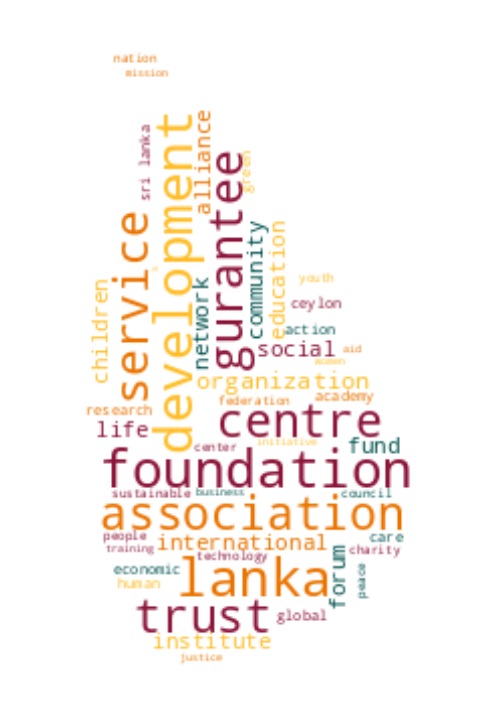 nation
mission
sri lanka
development
alliance
gurantee
green
service
children
network
community
education
youth
ceylon
action
social
aid
women
organization
federation
academy
research
centre
life
center
initiative
fund
foundation
sustainable
business
council
association
people
training
international
care
charity
technology
economic
human
lanka
forum
peace
trust
global
institute
justice